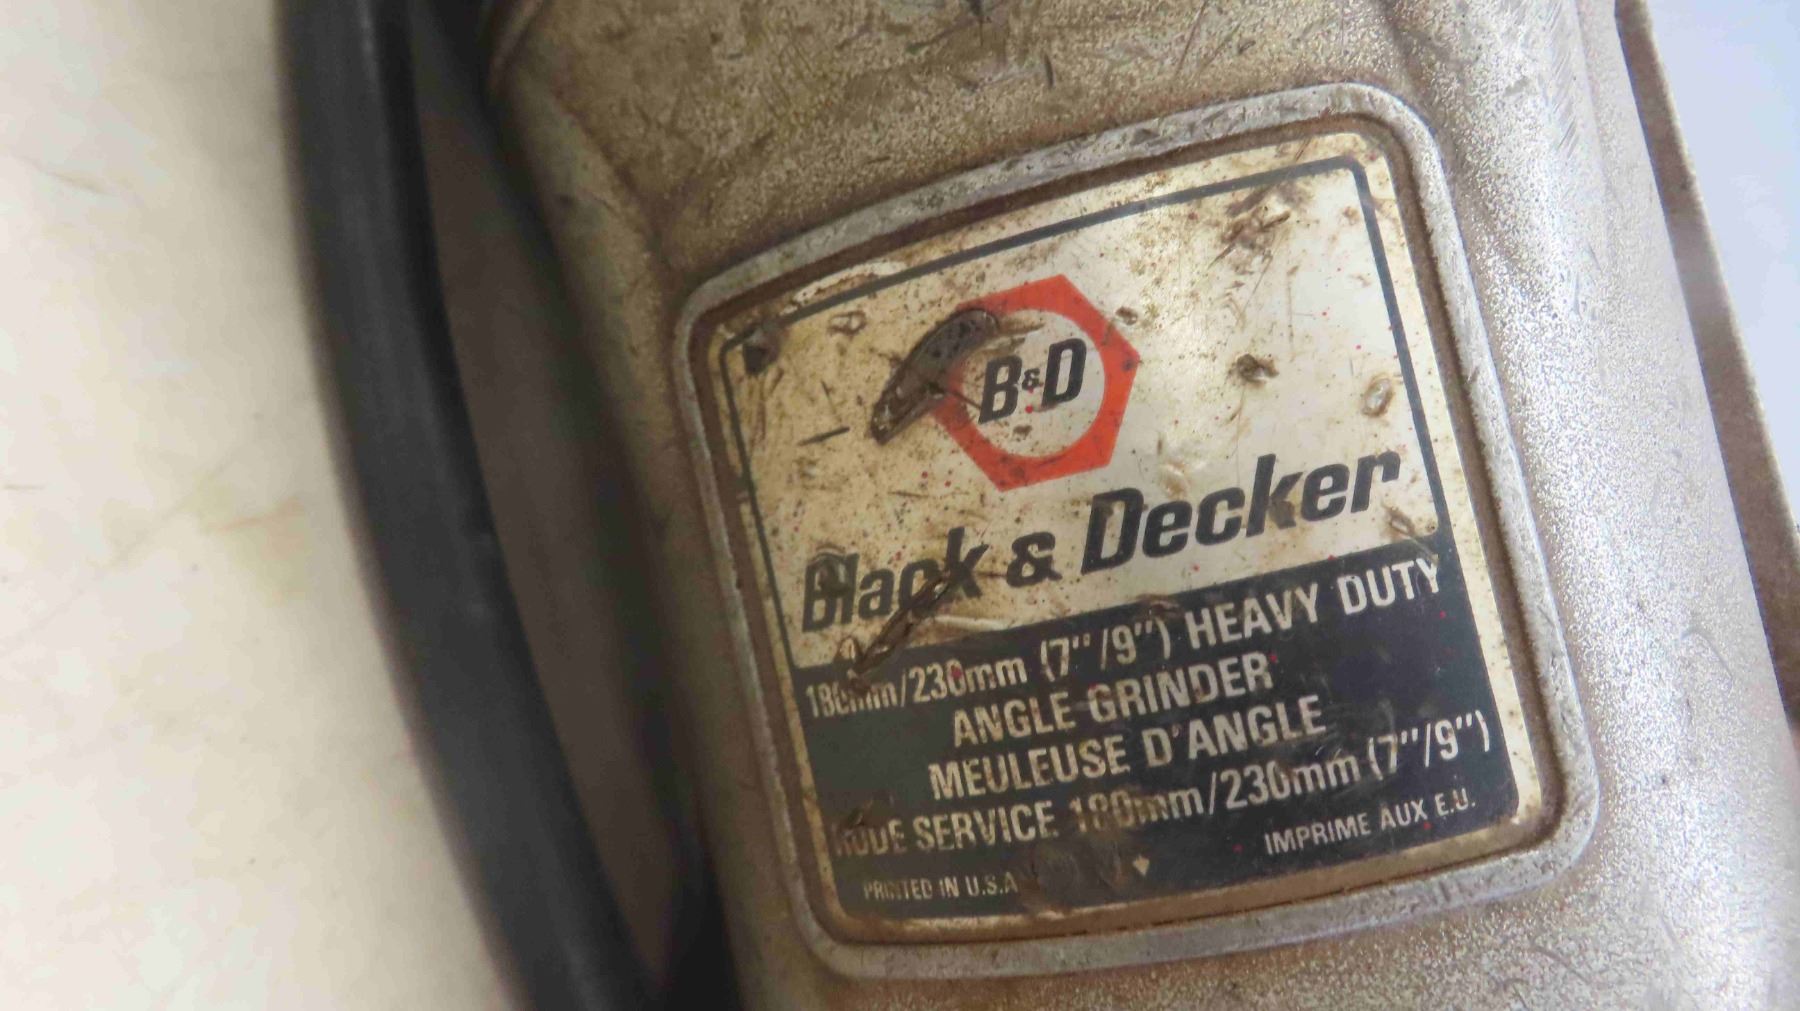 B&D
Black & Decker
180mm/230mm (7"/9") HEAVY DUTY
ANGLE GRINDER
MEULEUSE D'ANGLE
RUDE SERVICE 180mm/230mm (7"/9")
PRINTED IN U.S.A
IMPRIME AUX E.U.